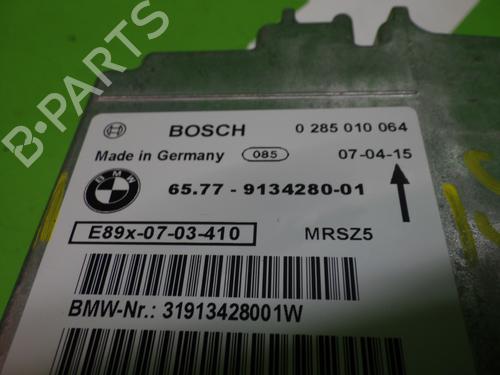 B-PARTS
BOSCH 0 285 010 064
Made in Germany 085 07-04-15
BMW
65.77 - 9134280-01
E89x-07-03-410 MRSZ5
BMW-Nr.: 31913428001W